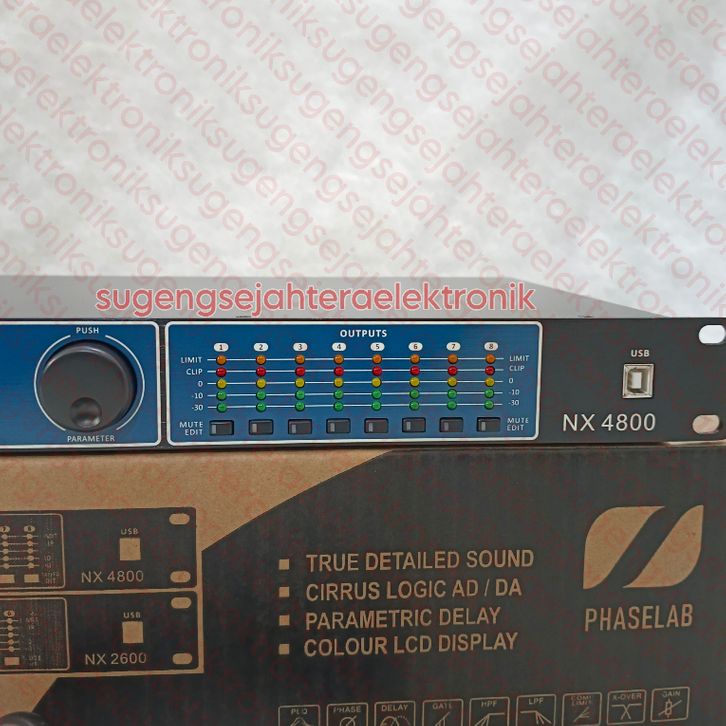 sugengsejahteraelektronik
PUSH
PARAMETER
OUTPUTS
1 2 3 4 5 6 7 8
LIMIT LIMIT
CLIP CLIP
0 0
-10 -10
-30 -30
MUTE MUTE
EDIT EDIT
USB
NX 4800
USB
NX 4800
USB
NX 2600
TRUE DETAILED SOUND
CIRRUS LOGIC AD / DA
PARAMETRIC DELAY
COLOUR LCD DISPLAY
PHASELAB
PHASE DELAY GATE HPF LPF X-OVER GAIN